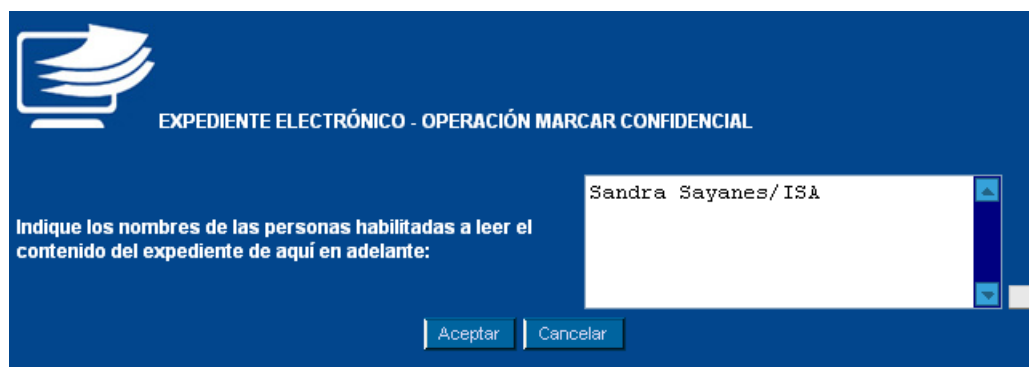 EXPEDIENTE ELECTRÓNICO - OPERACIÓN MARCAR CONFIDENCIAL
Sandra Sayanes/ISA
Indique los nombres de las personas habilitadas a leer el
contenido del expediente de aquí en adelante:
Aceptar Cancelar